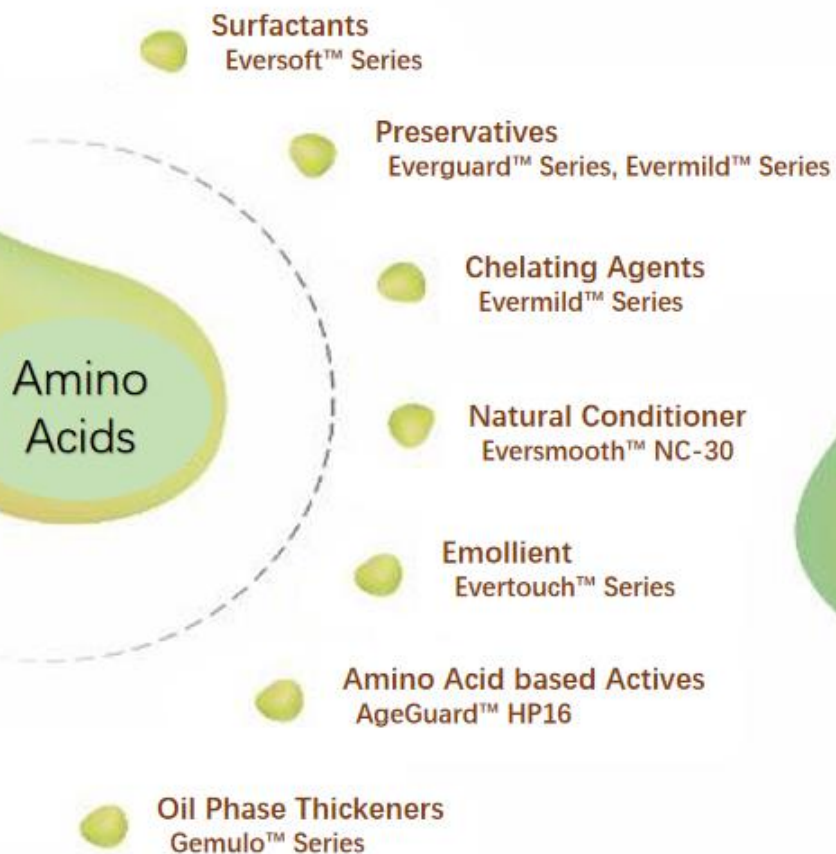 Surfactants
Eversoft™ Series
Preservatives
Everguard™ Series, Evermild™ Series
Chelating Agents
Evermild™ Series
Amino
Acids
Natural Conditioner
Eversmooth™ NC-30
Emollient
Evertouch™ Series
Amino Acid based Actives
AgeGuard™ HP16
Oil Phase Thickeners
Gemulo™ Series